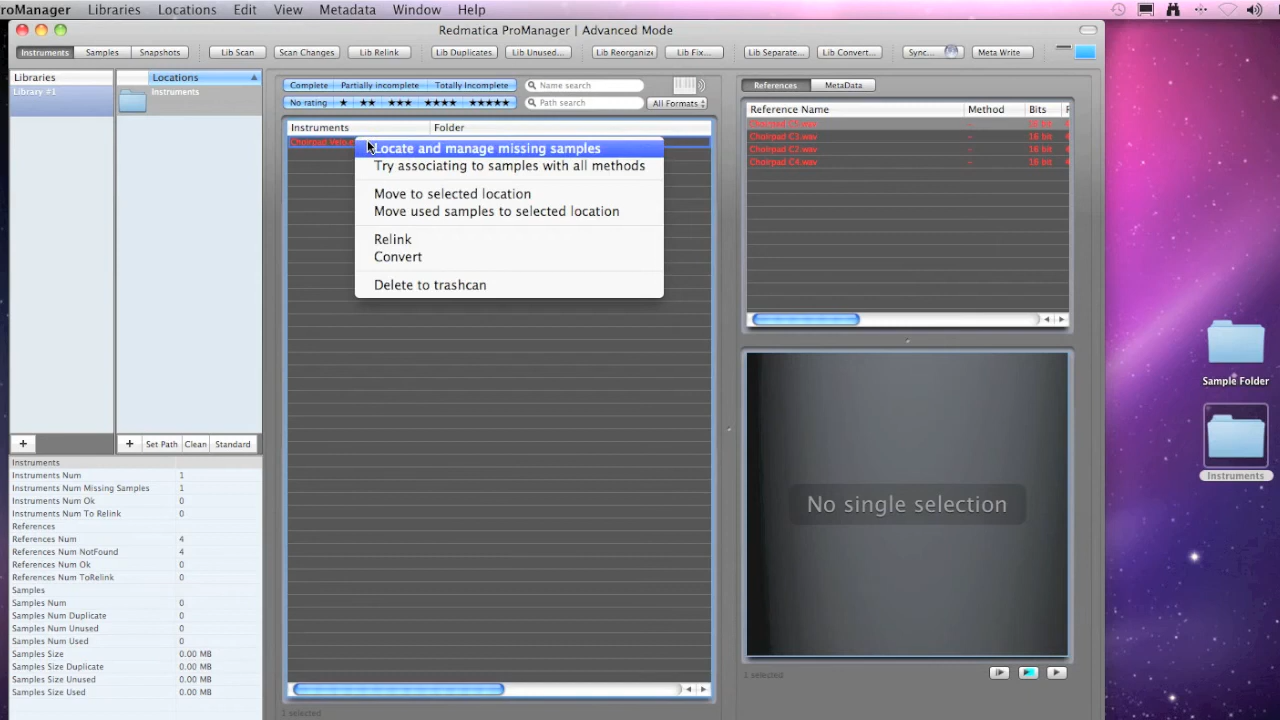 roManager Libraries Locations Edit View Metadata Window Help
Redmatica ProManager | Advanced Mode
Instruments Samples Snapshots Lib Scan Scan Changes Lib Relink Lib Duplicates Lib Unused... Lib Reorganize Lib Fix... Lib Separate... Lib Convert... Sync... Meta Write
Libraries
Library #1
Locations
Instruments
Complete Partially incomplete Totally Incomplete Name search
No rating ★ ★★ ★★★ ★★★★ ★★★★★ Path search All Formats
Instruments Folder
Locate and manage missing samples
Try associating to samples with all methods
Move to selected location
Move used samples to selected location
Relink
Convert
Delete to trashcan
References MetaData
Reference Name Method Bits
Choirpad C3.wav - 16 bit
Choirpad C2.wav - 16 bit
Choirpad C4.wav - 16 bit
No single selection
1 selected
1 selected
+ + Set Path Clean Standard
Instruments
Instruments Num 1
Instruments Num Missing Samples 1
Instruments Num Ok 0
Instruments Num To Relink 0
References
References Num 4
References Num NotFound 4
References Num Ok 0
References Num ToRelink 0
Samples
Samples Num 0
Samples Num Duplicate 0
Samples Num Unused 0
Samples Num Used 0
Samples Size 0.00 MB
Samples Size Duplicate 0.00 MB
Samples Size Unused 0.00 MB
Samples Size Used 0.00 MB
Sample Folder
Instruments